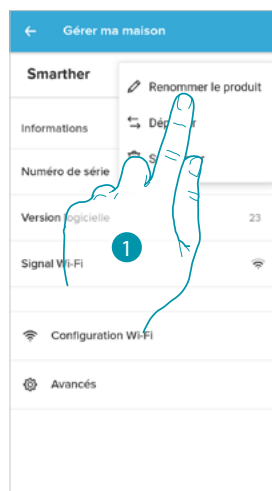 Gérer ma maison
Smarther
Renommer le produit
Informations
Numéro de série
Version logicielle 23
Signal Wi-Fi
1
Configuration Wi-Fi
Avancés